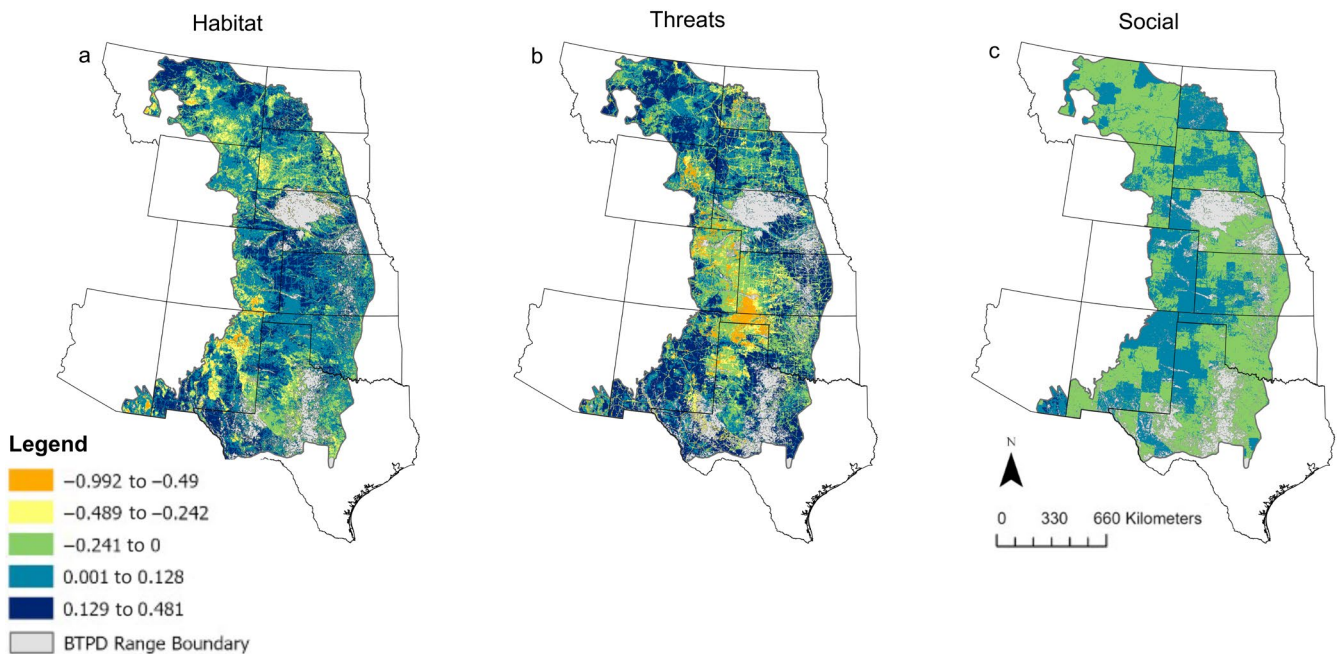 Habitat
Threats
Social
a
b
c
Legend
−0.992 to −0.49
−0.489 to −0.242
−0.241 to 0
0.001 to 0.128
0.129 to 0.481
BTPD Range Boundary
N
0 330 660 Kilometers